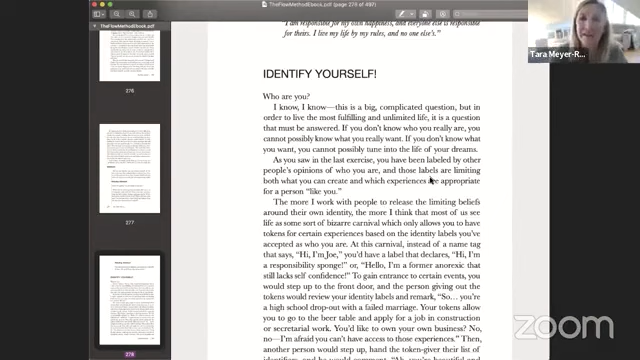 TheFlowMethodEbook.pdf (page 278 of 497)
TheFlowMethodEbook.pdf
276
277
278
I am responsible for my own happiness, and everyone else is responsible
for theirs. I live my life by my rules, and no one else's."
IDENTIFY YOURSELF!
Who are you?
I know, I know—this is a big, complicated question, but in
order to live the most fulfilling and unlimited life, it is a question
that must be answered. If you don't know who you really are, you
cannot possibly know what you really want. If you don't know what
you want, you cannot possibly tune into the life of your dreams.
As you saw in the last exercise, you have been labeled by other
people's opinions of who you are, and those labels are limiting
both what you can create and which experiences are appropriate
for a person "like you."
The more I work with people to release the limiting beliefs
around their own identity, the more I think that most of us see
life as some sort of bizarre carnival which only allows you to have
tokens for certain experiences based on the identity labels you've
accepted as who you are. At this carnival, instead of a name tag
that says, "Hi, I'm Joe," you'd have a label that declares, "Hi, I'm
a responsibility sponge!" or, "Hello, I'm a former anorexic that
still lacks self confidence!" To gain entrance to certain events, you
would step up to the front door, and the person giving out the
tokens would review your identity labels and remark, "So… you're
a high school drop-out with a failed marriage. Your tokens allow
you to go to the beer table and apply for a job in construction
or secretarial work. You'd like to own your own business? No,
no—I'm afraid you can't have access to those experiences." Then,
another person would step up, hand the token-giver their list of
Tara Meyer-R...
zoom